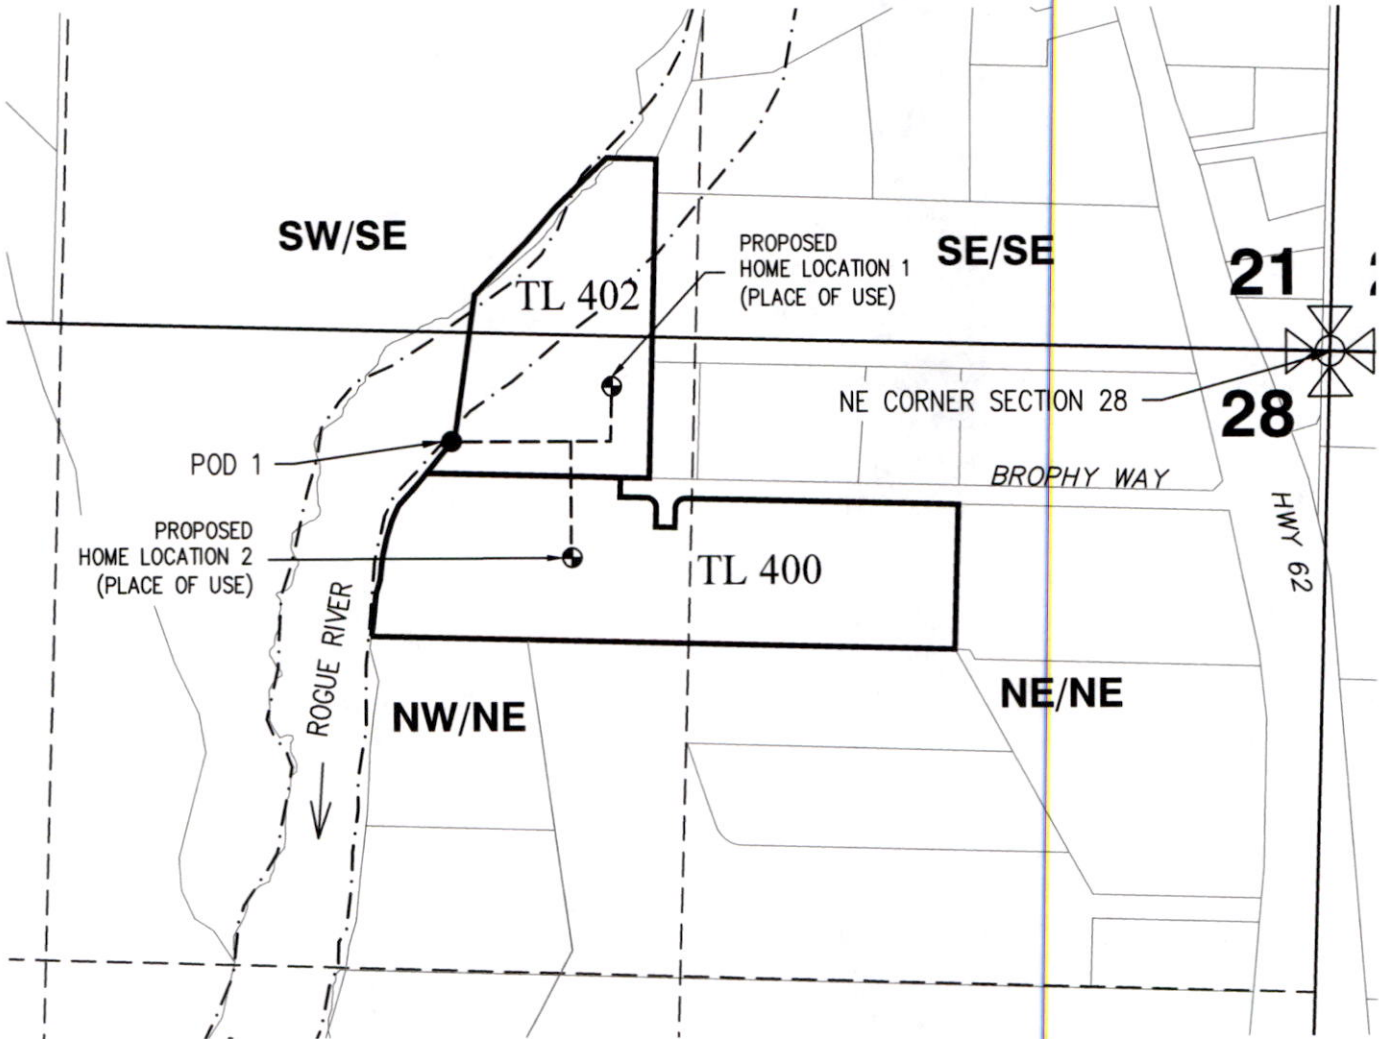 SW/SE
PROPOSED
HOME LOCATION 1
(PLACE OF USE)
SE/SE
21
TL 402
NE CORNER SECTION 28
28
POD 1
BROPHY WAY
HWY 62
PROPOSED
HOME LOCATION 2
(PLACE OF USE)
TL 400
ROGUE RIVER
NW/NE
NE/NE